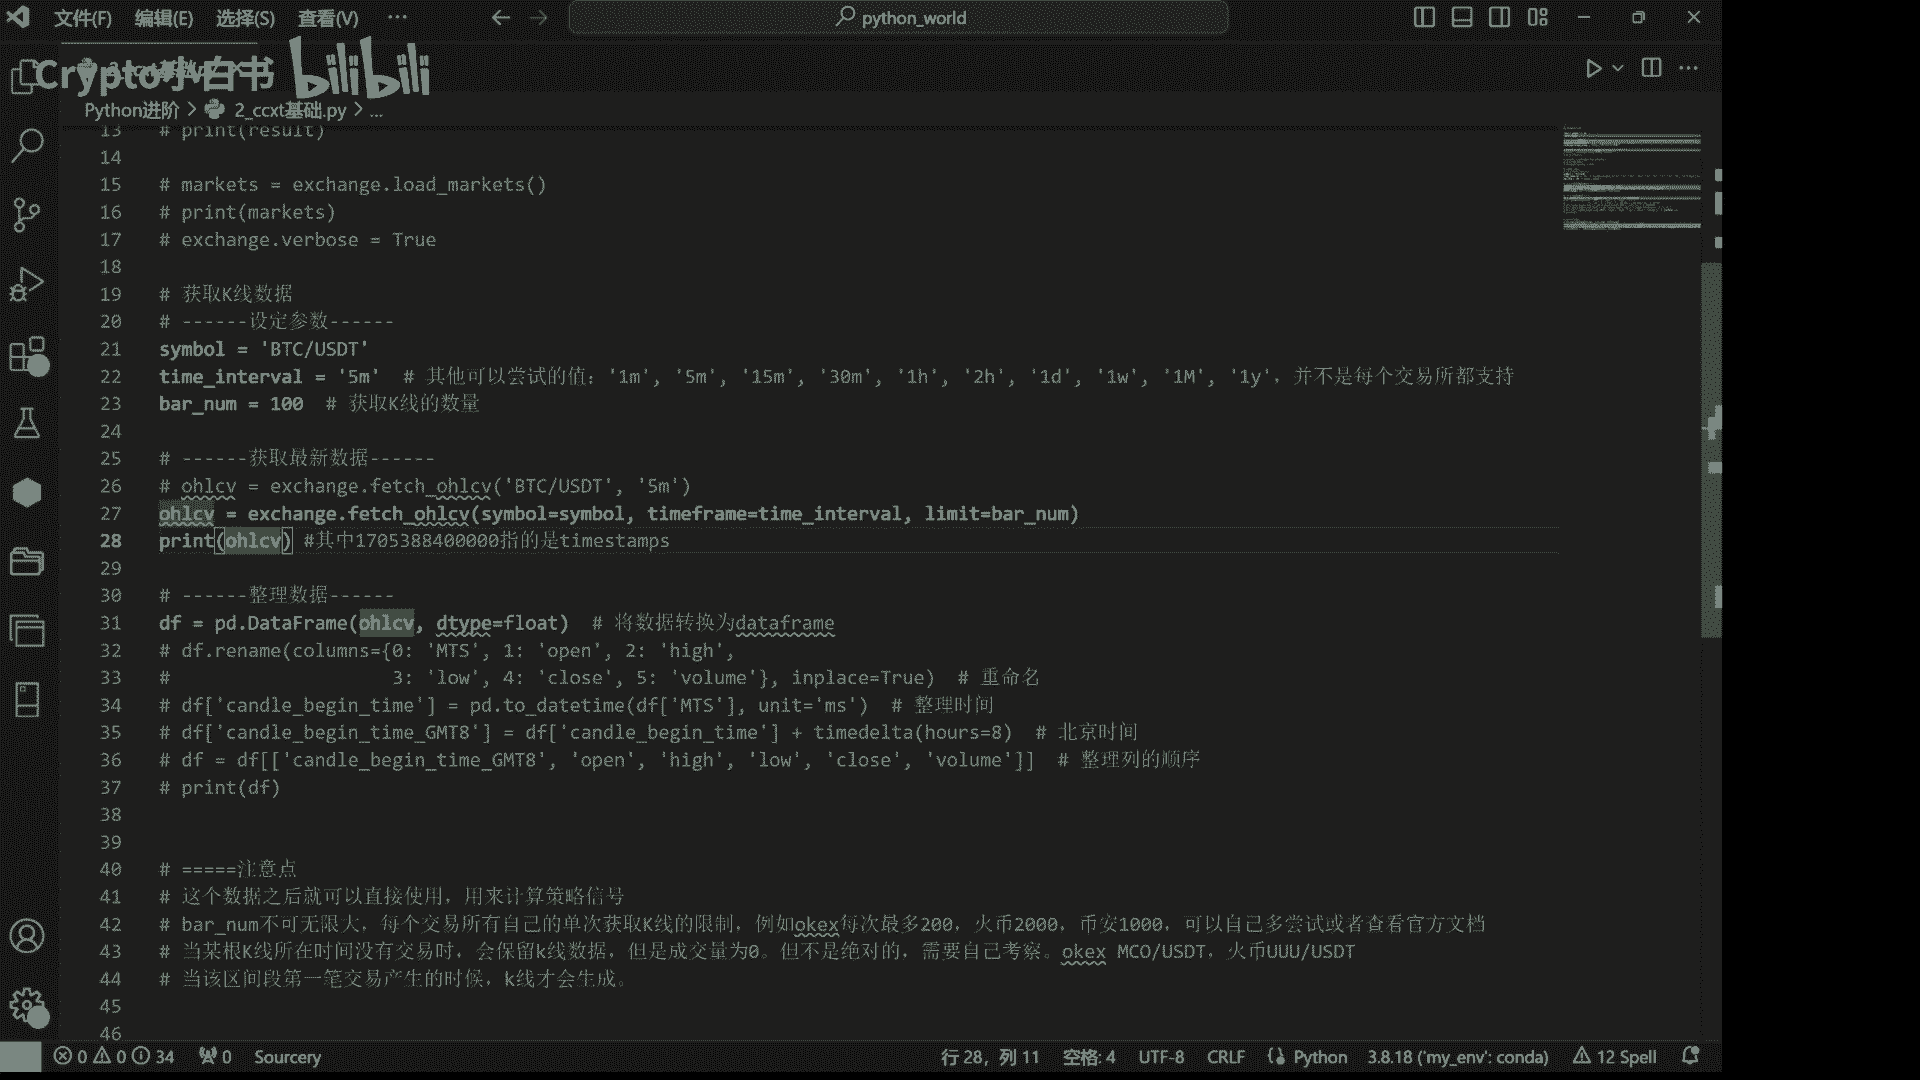 文件(F) 编辑(E) 选择(S) 查看(V) ··· python_world
Crypto小白书 bilibili
Python进阶 > 2_ccxt基础.py > ...
13 # print(result)
14
15 # markets = exchange.load_markets()
16 # print(markets)
17 # exchange.verbose = True
18
19 # 获取K线数据
20 # ------设定参数------
21 symbol = 'BTC/USDT'
22 time_interval = '5m'  # 其他可以尝试的值：'1m', '5m', '15m', '30m', '1h', '2h', '1d', '1w', '1M', '1y'，并不是每个交易所都支持
23 bar_num = 100  # 获取K线的数量
24
25 # ------获取最新数据------
26 # ohlcv = exchange.fetch_ohlcv('BTC/USDT', '5m')
27 ohlcv = exchange.fetch_ohlcv(symbol=symbol, timeframe=time_interval, limit=bar_num)
28 print(ohlcv) #其中1705388400000指的是timestamps
29
30 # ------整理数据------
31 df = pd.DataFrame(ohlcv, dtype=float)  # 将数据转换为dataframe
32 # df.rename(columns={0: 'MTS', 1: 'open', 2: 'high',
33 #                    3: 'low', 4: 'close', 5: 'volume'}, inplace=True)  # 重命名
34 # df['candle_begin_time'] = pd.to_datetime(df['MTS'], unit='ms')  # 整理时间
35 # df['candle_begin_time_GMT8'] = df['candle_begin_time'] + timedelta(hours=8)  # 北京时间
36 # df = df[['candle_begin_time_GMT8', 'open', 'high', 'low', 'close', 'volume']]  # 整理列的顺序
37 # print(df)
38
39
40 # =====注意点
41 # 这个数据之后就可以直接使用，用来计算策略信号
42 # bar_num不可无限大，每个交易所有自己的单次获取K线的限制，例如okex每次最多200，火币2000，币安1000，可以自己多尝试或者查看官方文档
43 # 当某根K线所在时间没有交易时，会保留k线数据，但是成交量为0。但不是绝对的，需要自己考察。okex MCO/USDT，火币UUU/USDT
44 # 当该区间段第一笔交易产生的时候，k线才会生成。
45
46
0 0 34 0 Sourcery 行 28，列 11 空格: 4 UTF-8 CRLF Python 3.8.18 ('my_env': conda) 12 Spell